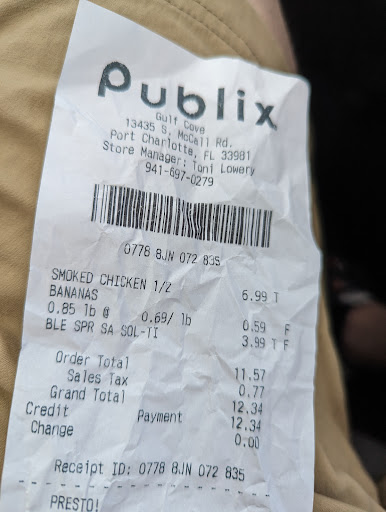 Publix
Gulf Cove
13435 S. McCall Rd.
Port Charlotte, FL 33981
Store Manager: Toni Lowery
941-697-0279
0778 8JN 072 835
SMOKED CHICKEN 1/2 6.99 T
BANANAS
0.85 lb @ 0.69/ lb 0.59 F
BLE SPR SA SOL-TI 3.99 T F
Order Total 11.57
Sales Tax 0.77
Grand Total 12.34
Credit Payment 12.34
Change 0.00
Receipt ID: 0778 8JN 072 835
PRESTO!